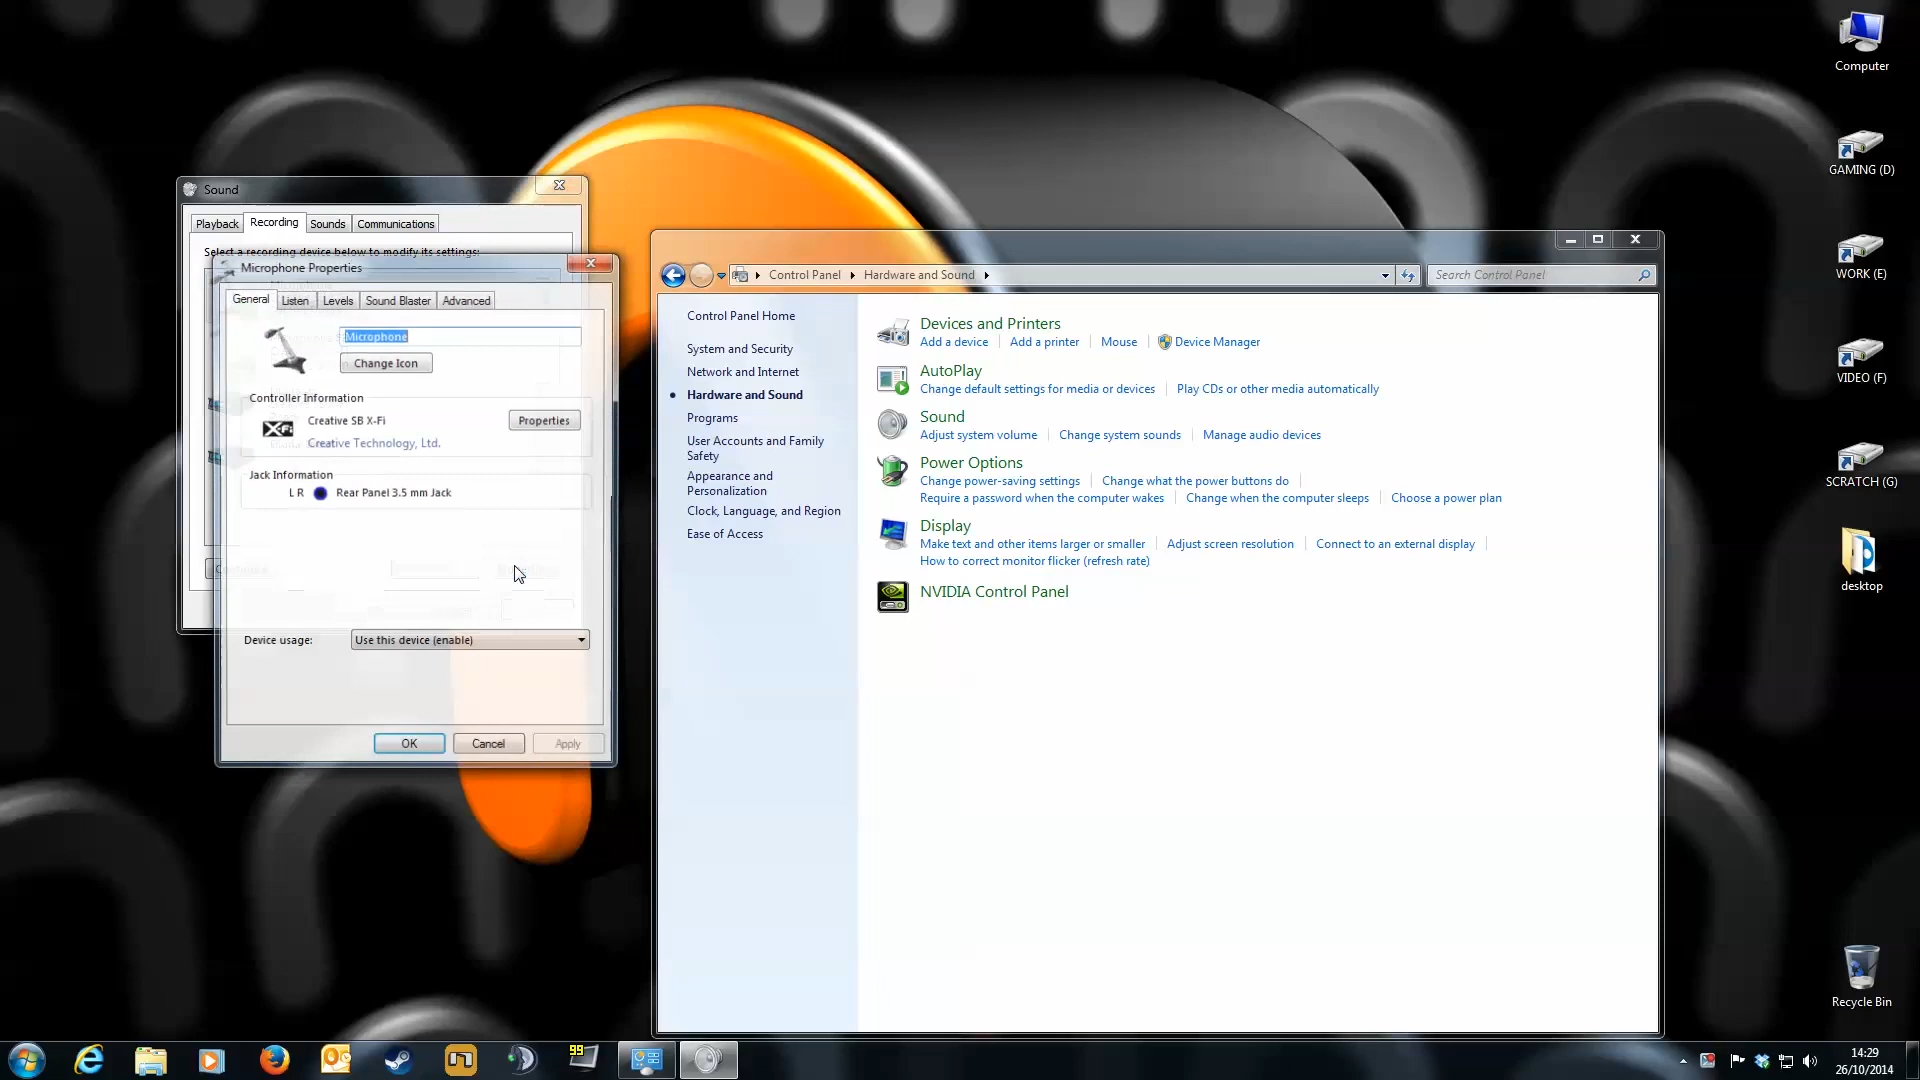 Computer
GAMING (D)
WORK (E)
VIDEO (F)
SCRATCH (G)
desktop
Recycle Bin
Sound
Playback Recording Sounds Communications
Select a recording device below to modify its settings:
Microphone Properties
General Listen Levels Sound Blaster Advanced
Microphone
Change Icon
Controller Information
Creative SB X-Fi
Properties
Creative Technology, Ltd.
Jack Information
L R Rear Panel 3.5 mm Jack
Device usage: Use this device (enable)
OK Cancel Apply
Control Panel Hardware and Sound
Search Control Panel
Control Panel Home
System and Security
Network and Internet
Hardware and Sound
Programs
User Accounts and Family
Safety
Appearance and
Personalization
Clock, Language, and Region
Ease of Access
Devices and Printers
Add a device Add a printer Mouse Device Manager
AutoPlay
Change default settings for media or devices Play CDs or other media automatically
Sound
Adjust system volume Change system sounds Manage audio devices
Power Options
Change power-saving settings Change what the power buttons do
Require a password when the computer wakes Change when the computer sleeps Choose a power plan
Display
Make text and other items larger or smaller Adjust screen resolution Connect to an external display
How to correct monitor flicker (refresh rate)
NVIDIA Control Panel
99
14:29
26/10/2014